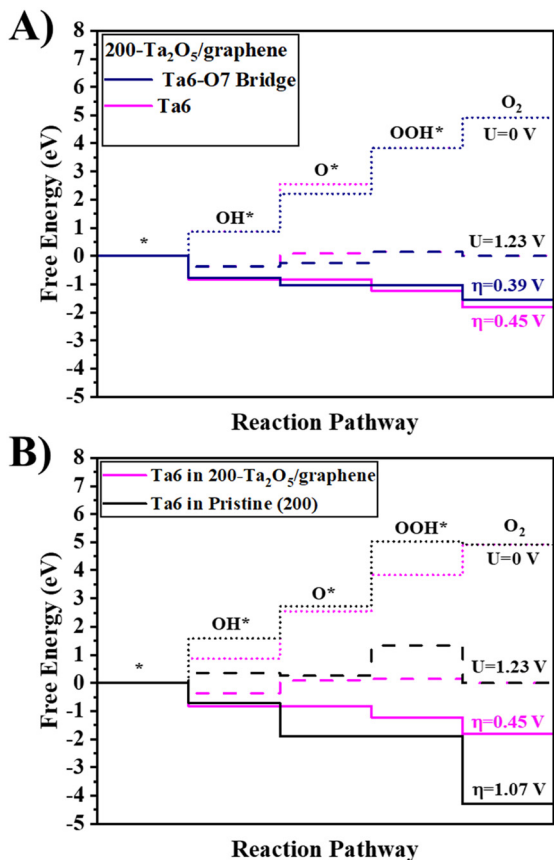 A)
200-Ta₂O₅/graphene
Ta6-O7 Bridge
Ta6
Free Energy (eV)
8
7
6
5
4
3
2
1
0
-1
-2
-3
-4
-5
*
OH*
O*
OOH*
O₂
U=0 V
U=1.23 V
η=0.39 V
η=0.45 V
Reaction Pathway
B)
Ta6 in 200-Ta₂O₅/graphene
Ta6 in Pristine (200)
Free Energy (eV)
8
7
6
5
4
3
2
1
0
-1
-2
-3
-4
-5
*
OH*
O*
OOH*
O₂
U=0 V
U=1.23 V
η=0.45 V
η=1.07 V
Reaction Pathway